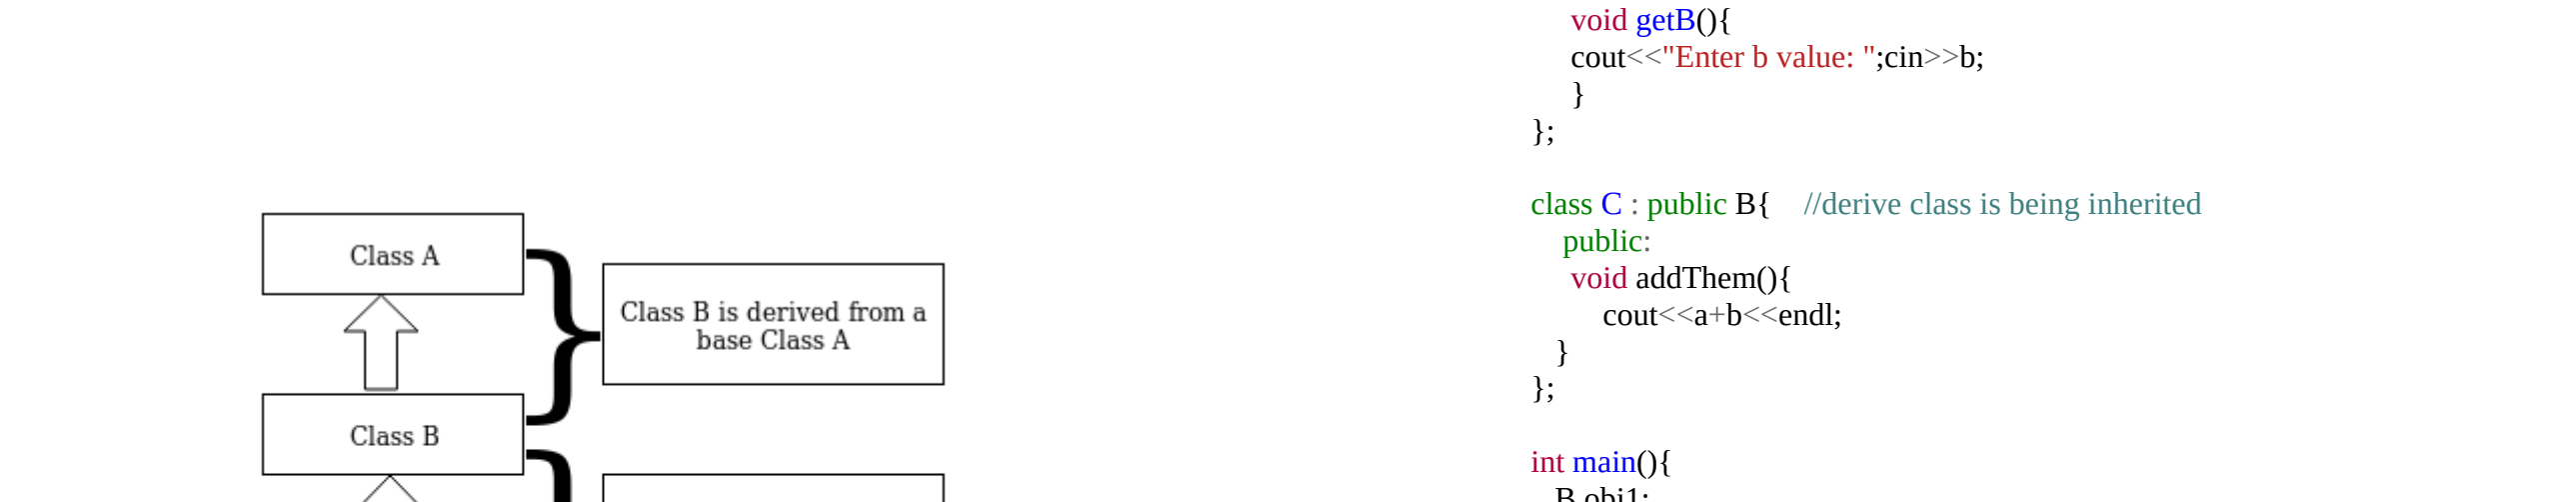 Class A
Class B is derived from a
base Class A
Class B
void getB(){
cout<<"Enter b value: ";cin>>b;
}
};
class C : public B{    //derive class is being inherited
public:
void addThem(){
cout<<a+b<<endl;
}
};
int main(){
B obj1;